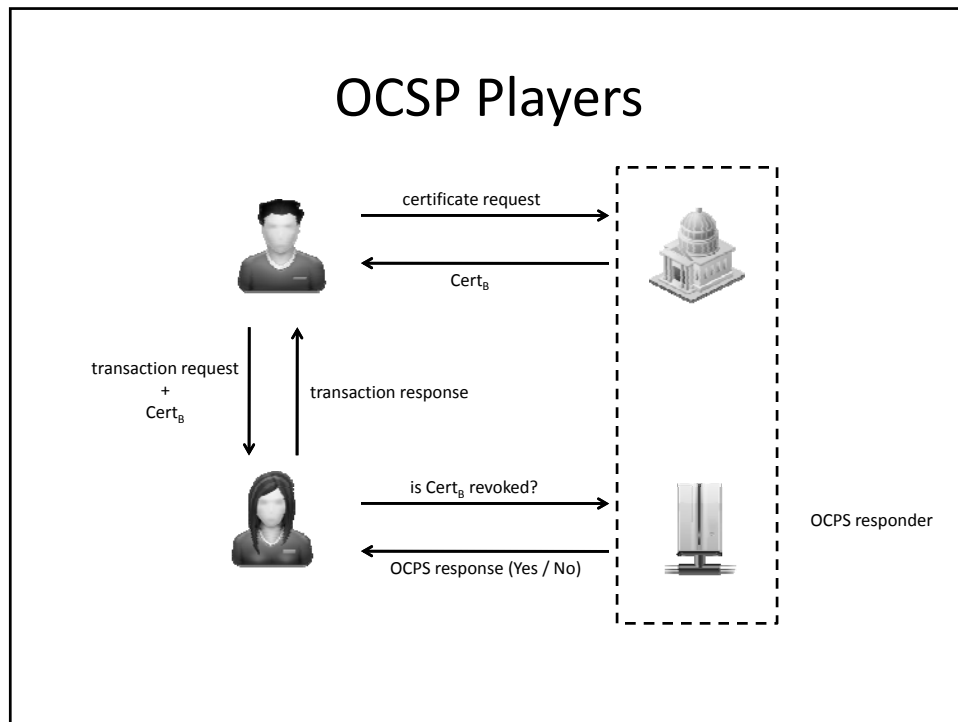 OCSP Players
certificate request
Cert_B
transaction request
+
Cert_B
transaction response
is Cert_B revoked?
OCPS response (Yes / No)
OCPS responder